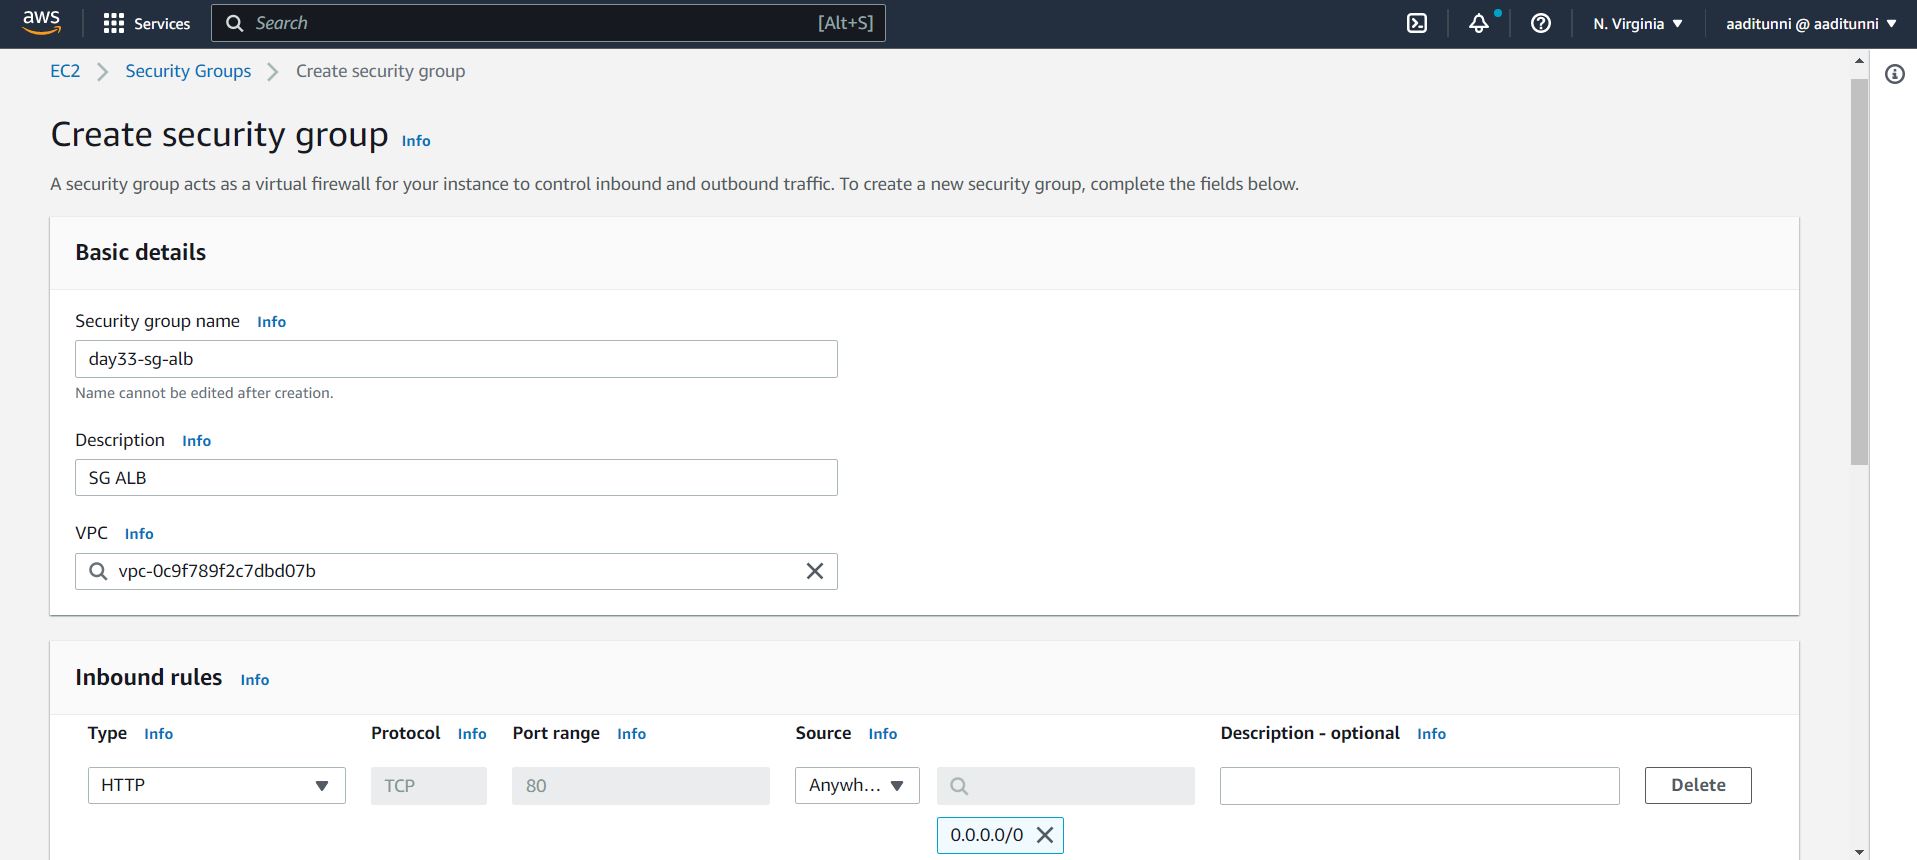 aws Services Search [Alt+S] N. Virginia aaditunni @ aaditunni
EC2 Security Groups Create security group
Create security group Info
A security group acts as a virtual firewall for your instance to control inbound and outbound traffic. To create a new security group, complete the fields below.
Basic details
Security group name Info
day33-sg-alb
Name cannot be edited after creation.
Description Info
SG ALB
VPC Info
vpc-0c9f789f2c7dbd07b
Inbound rules Info
Type Info Protocol Info Port range Info Source Info Description - optional Info
HTTP TCP 80 Anywh... Delete
0.0.0.0/0